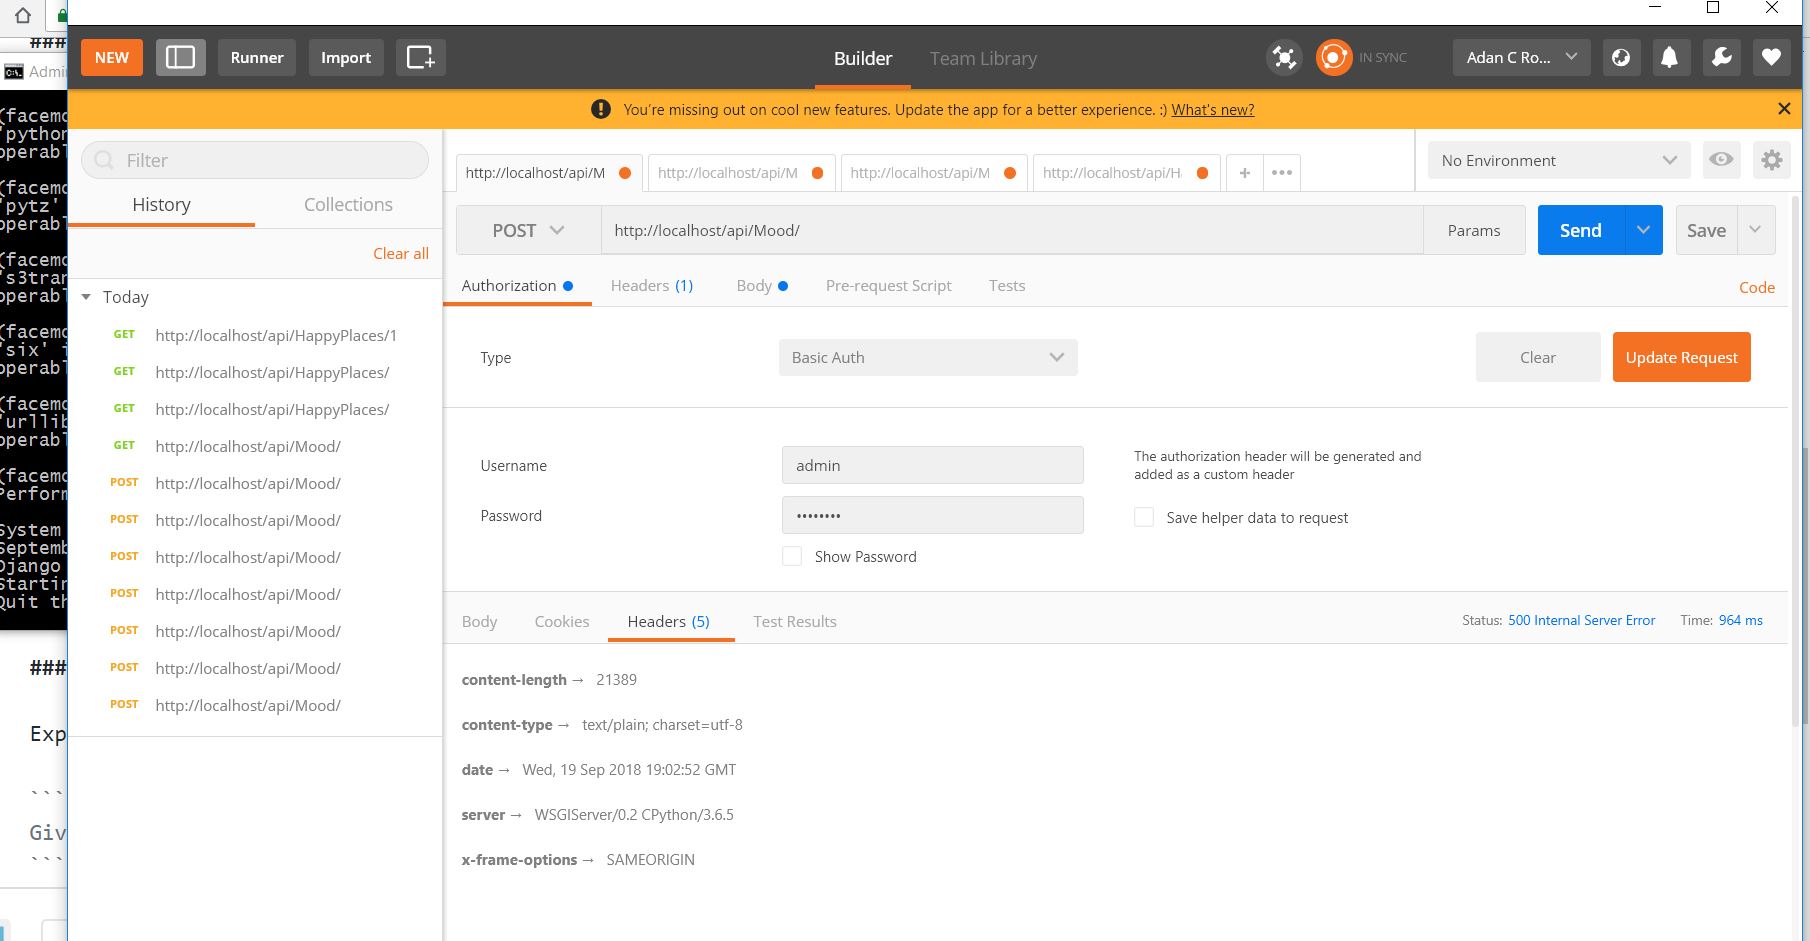 ####
Admi
NEW
Runner
Import
Builder
Team Library
IN SYNC
Adan C Ro...
You're missing out on cool new features. Update the app for a better experience. :) What's new?
(facemo
'python
operabl
(facemo
'pytz'
operabl
(facemo
's3tran
operabl
(facemo
'six' i
operabl
(facemo
'urllib
operabl
(facemo
Perform
System
Septemb
Django
Startin
Quit th
####
Exp
```
Giv
```
Filter
History
Collections
Clear all
Today
GET http://localhost/api/HappyPlaces/1
GET http://localhost/api/HappyPlaces/
GET http://localhost/api/HappyPlaces/
GET http://localhost/api/Mood/
POST http://localhost/api/Mood/
POST http://localhost/api/Mood/
POST http://localhost/api/Mood/
POST http://localhost/api/Mood/
POST http://localhost/api/Mood/
POST http://localhost/api/Mood/
POST http://localhost/api/Mood/
http://localhost/api/M
http://localhost/api/M
http://localhost/api/M
http://localhost/api/H
No Environment
POST
http://localhost/api/Mood/
Params
Send
Save
Authorization
Headers (1)
Body
Pre-request Script
Tests
Code
Type
Basic Auth
Clear
Update Request
Username
admin
The authorization header will be generated and
added as a custom header
Password
••••••••
Save helper data to request
Show Password
Body
Cookies
Headers (5)
Test Results
Status: 500 Internal Server Error
Time: 964 ms
content-length → 21389
content-type → text/plain; charset=utf-8
date → Wed, 19 Sep 2018 19:02:52 GMT
server → WSGIServer/0.2 CPython/3.6.5
x-frame-options → SAMEORIGIN